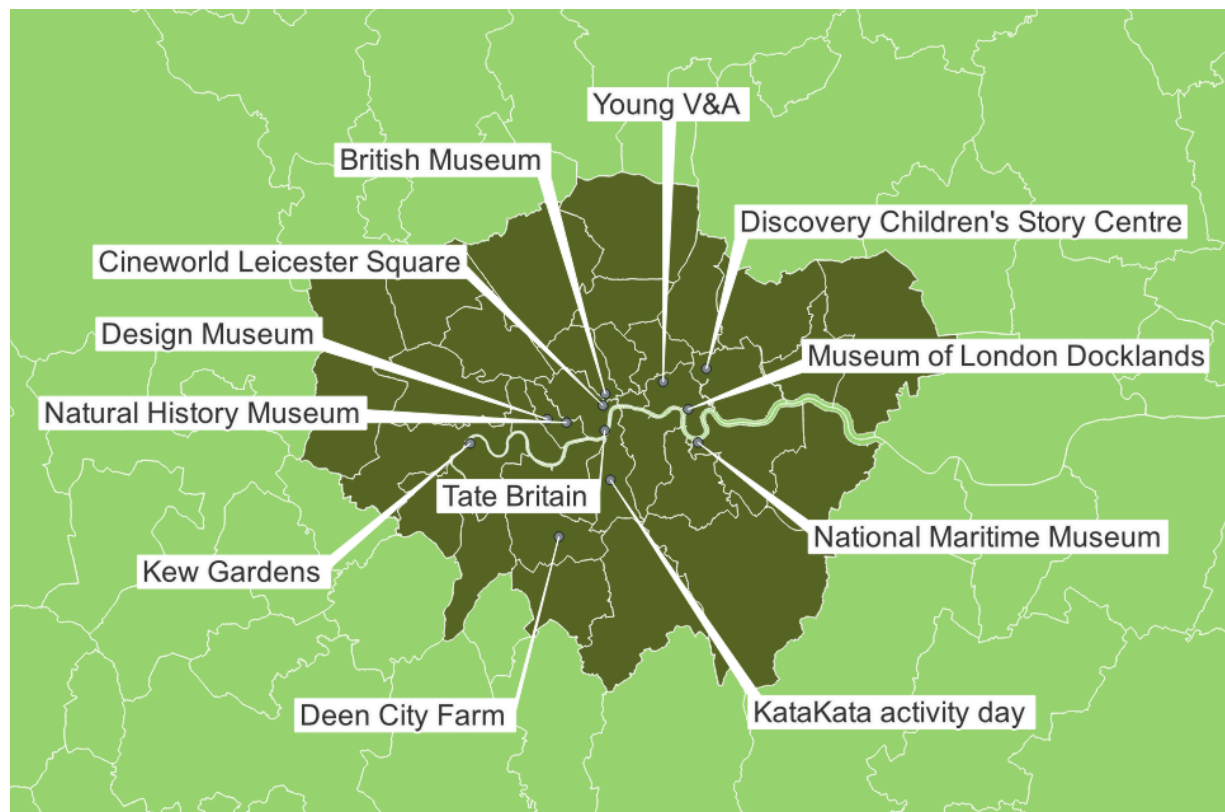 Young V&A
British Museum
Discovery Children's Story Centre
Cineworld Leicester Square
Design Museum
Museum of London Docklands
Natural History Museum
Tate Britain
National Maritime Museum
Kew Gardens
Deen City Farm
KataKata activity day